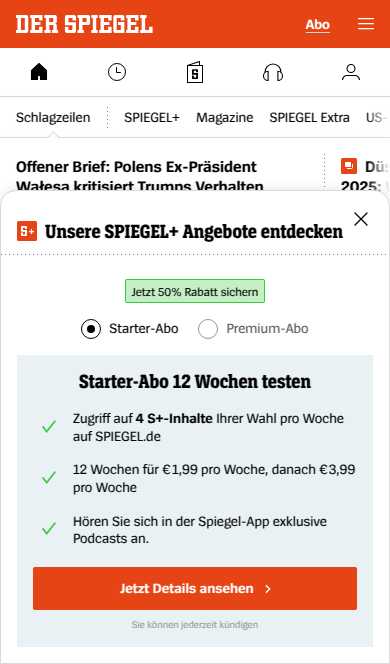 DER SPIEGEL
Abo
Schlagzeilen
SPIEGEL+
Magazine
SPIEGEL Extra
US-
Offener Brief: Polens Ex-Präsident
Wałesa kritisiert Trumps Verhalten
2025:
S+ Unsere SPIEGEL+ Angebote entdecken
Jetzt 50% Rabatt sichern
Starter-Abo
Premium-Abo
Starter-Abo 12 Wochen testen
Zugriff auf 4 S+-Inhalte Ihrer Wahl pro Woche
auf SPIEGEL.de
12 Wochen für €1,99 pro Woche, danach €3,99
pro Woche
Hören Sie sich in der Spiegel-App exklusive
Podcasts an.
Jetzt Details ansehen
Sie können jederzeit kündigen